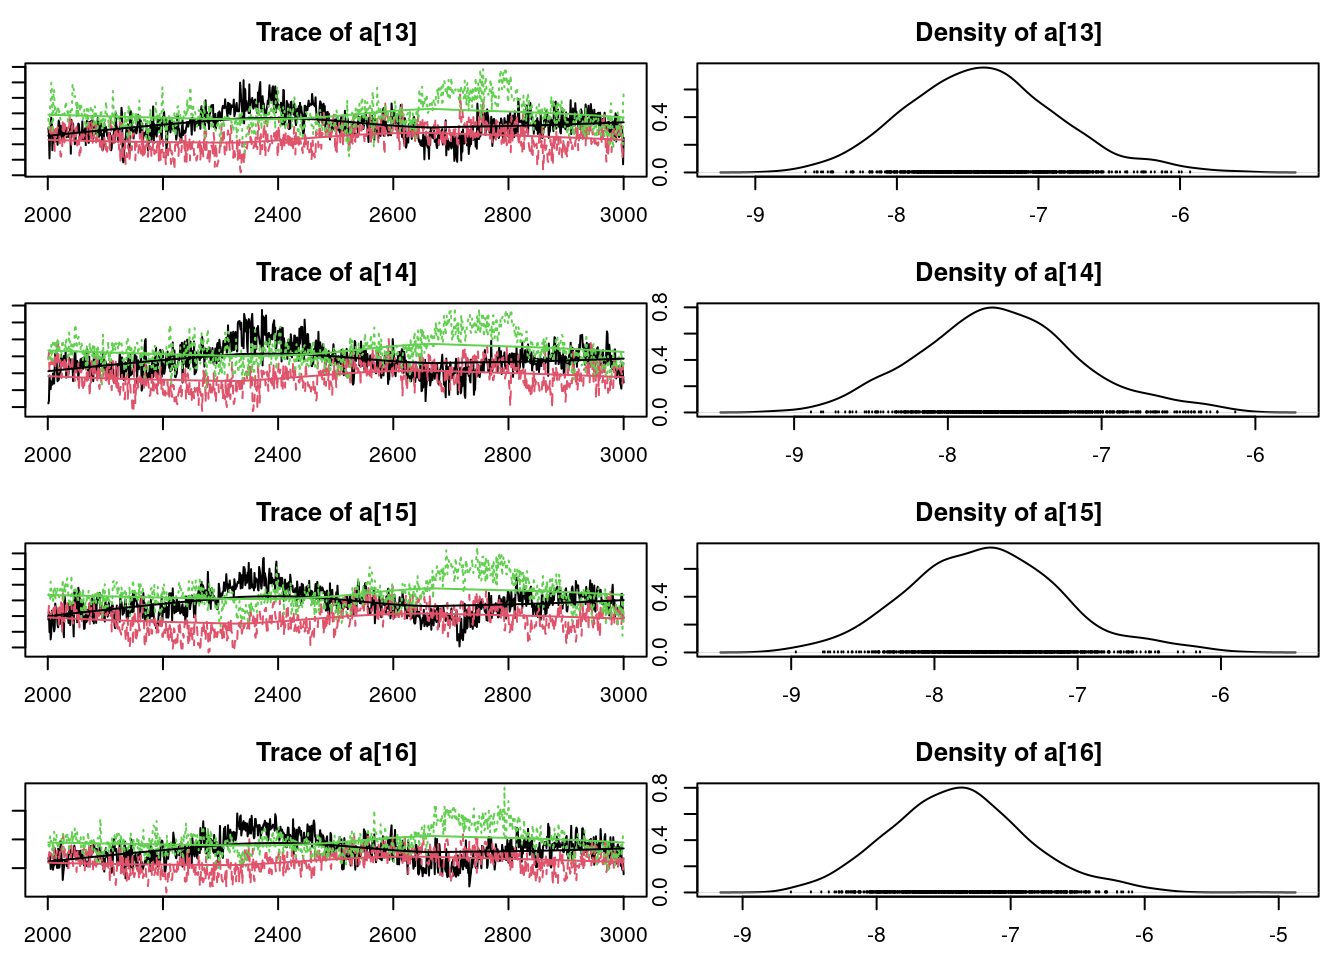 Trace of a[13]
2000 2200 2400 2600 2800 3000
Density of a[13]
0.0 0.4
-9 -8 -7 -6
Trace of a[14]
2000 2200 2400 2600 2800 3000
Density of a[14]
0.0 0.4 0.8
-9 -8 -7 -6
Trace of a[15]
2000 2200 2400 2600 2800 3000
Density of a[15]
0.0 0.4
-9 -8 -7 -6
Trace of a[16]
2000 2200 2400 2600 2800 3000
Density of a[16]
0.0 0.4 0.8
-9 -8 -7 -6 -5